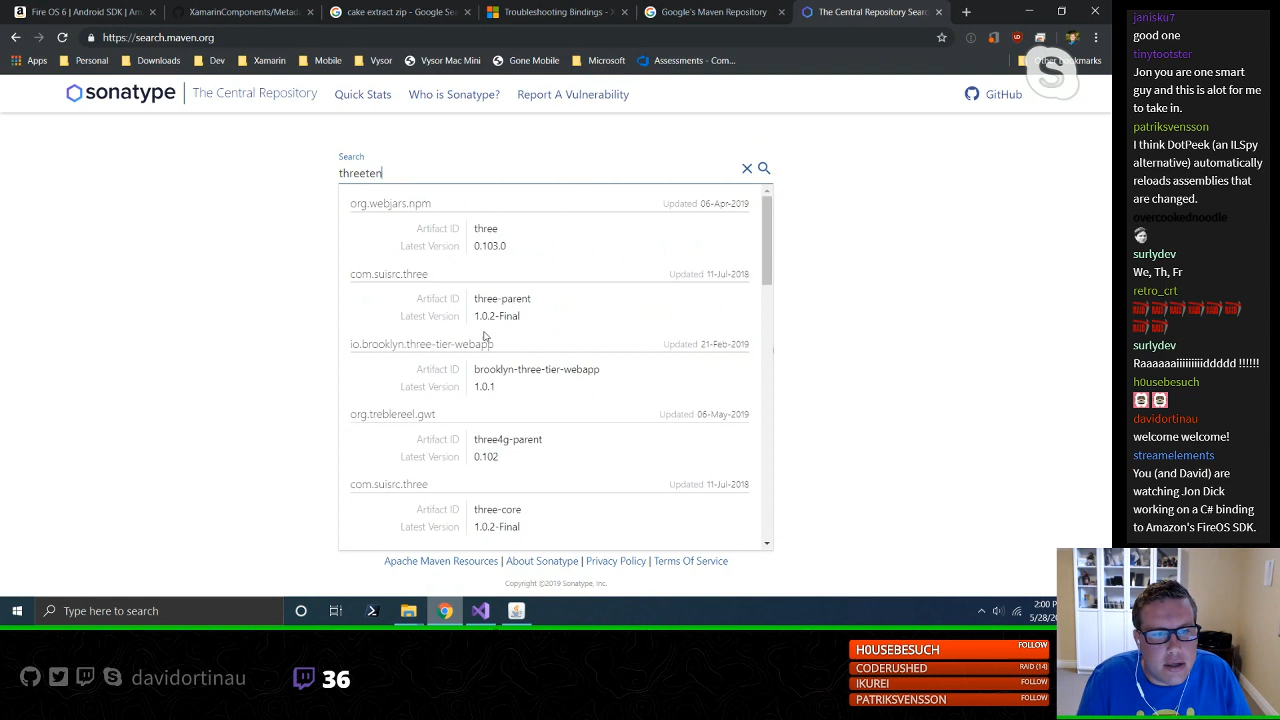 Fire OS 6 | Android SDK | Am
XamarinComponents/Metada
cake extract zip - Google Sea
Troubleshooting Bindings - X
Google's Maven Repository
The Central Repository Sear
https://search.maven.org
Apps
Personal
Downloads
Dev
Xamarin
Hacking
Vysor
Vystr Mini
Gone Mobile
Microsoft
Assessments - Com...
Other bookmarks
sonatype
The Central Repository
Quick Stats
Who is Sonatype?
Report A Vulnerability
GitHub
Search
threeten
org.webjars.npm
Updated 06-Apr-2019
Artifact ID three
Latest Version 0.103.0
com.suisrc.three
Updated 11-Jul-2018
Artifact ID three-parent
Latest Version 1.0.2-Final
io.brooklyn.three-tier-webapp
Updated 21-Feb-2019
Artifact ID brooklyn-three-tier-webapp
Latest Version 1.0.1
org.treblereel.gwt
Updated 06-May-2019
Artifact ID three4g-parent
Latest Version 0.102
com.suisrc.three
Updated 11-Jul-2018
Artifact ID three-core
Latest Version 1.0.2-Final
Apache Maven Resources | About Sonatype | Privacy Policy | Terms Of Service
Copyright ©2019 Sonatype, Inc.
Type here to search
2:00 P
5/28/20
davidortinau
36
H0USEBESUCH FOLLOW
CODERUSHED RAID (14)
IKUREI FOLLOW
PATRIKSVENSSON FOLLOW
janisku7
good one
tinytootster
Jon you are one smart
guy and this is alot for me
to take in.
patriksvensson
I think DotPeek (an ILSpy
alternative) automatically
reloads assemblies that
are changed.
overcookednoodle
surlydev
We, Th, Fr
retro_crt
surlydev
Raaaaaiiiiiiiiiddddd !!!!!!
h0usebesuch
davidortinau
welcome welcome!
streamelements
You (and David) are
watching Jon Dick
working on a C# binding
to Amazon's FireOS SDK.